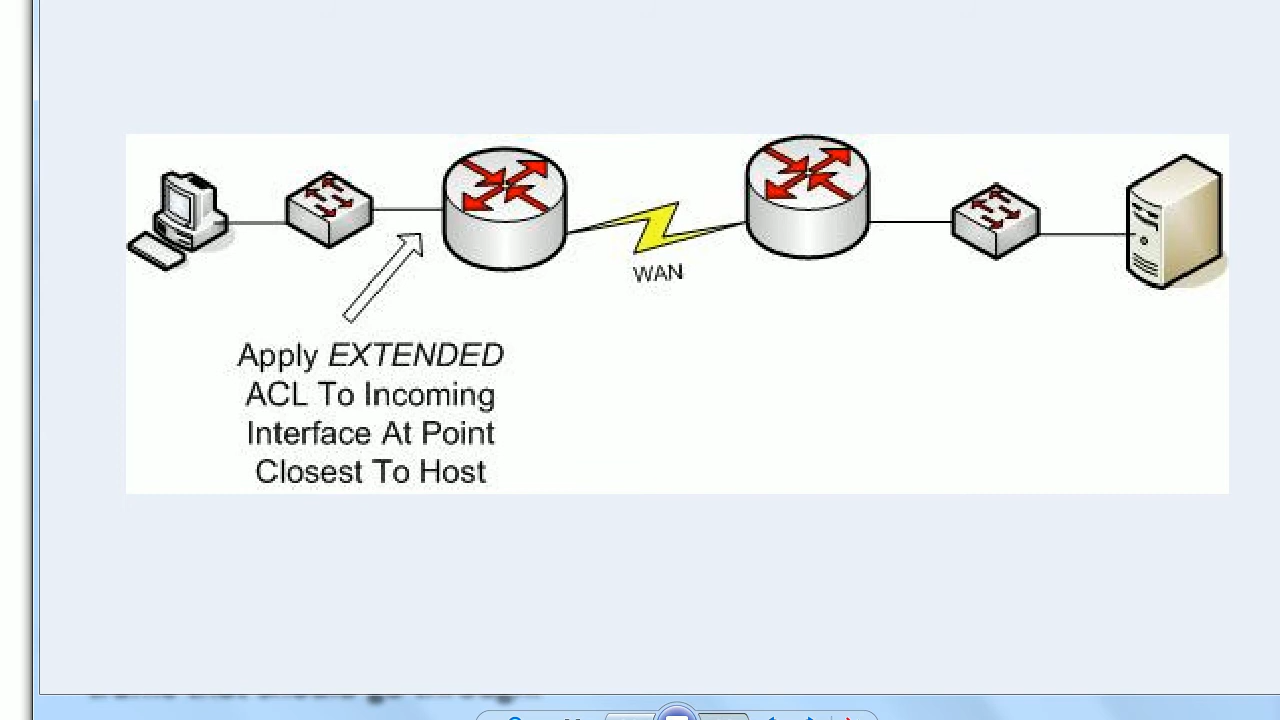 WAN
Apply EXTENDED
ACL To Incoming
Interface At Point
Closest To Host